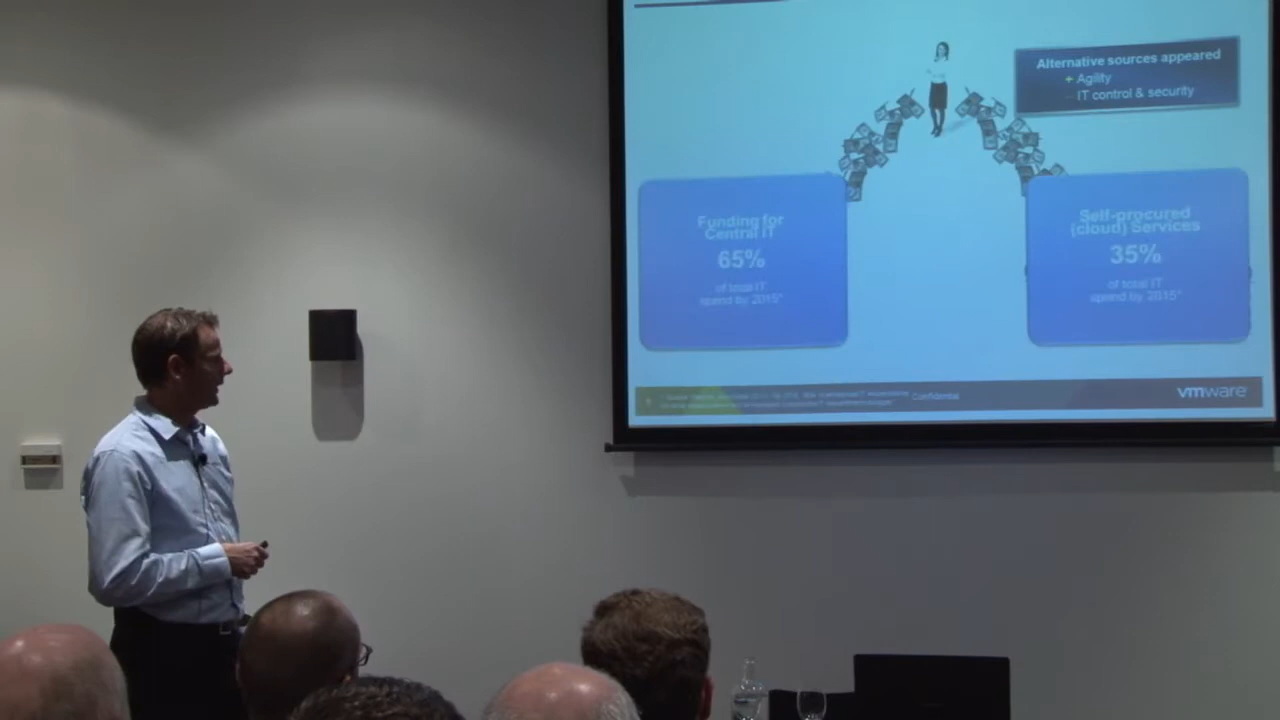 Alternative sources appeared
+ Agility
- IT control & security
Funding for
Central IT
65%
of total IT
spend by 2015*
Self-procured
(cloud) Services
35%
of total IT
spend by 2015*
Confidential
vmware